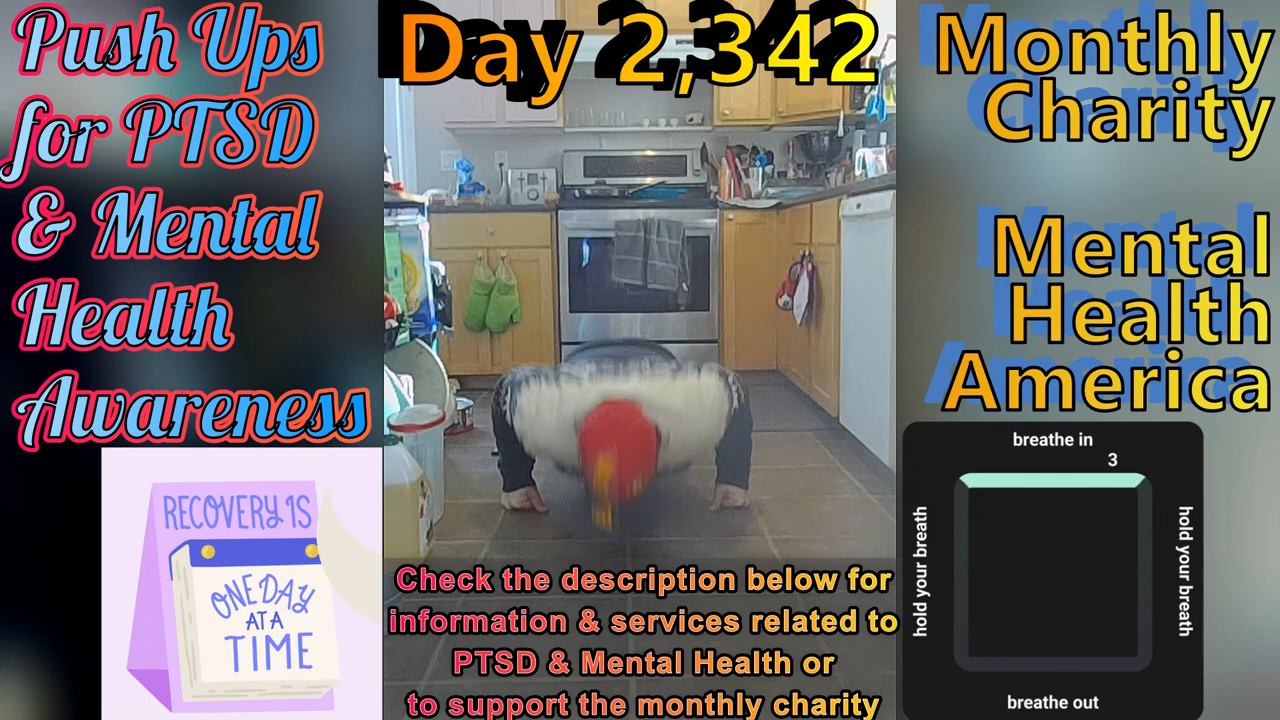 Push Ups
for PTSD
& Mental
Health
Awareness
RECOVERY IS
ONE DAY
AT A
TIME
Day 2,342
Check the description below for
information & services related to
PTSD & Mental Health or
to support the monthly charity
Monthly
Charity
Mental
Health
America
breathe in
3
hold your breath
hold your breath
breathe out